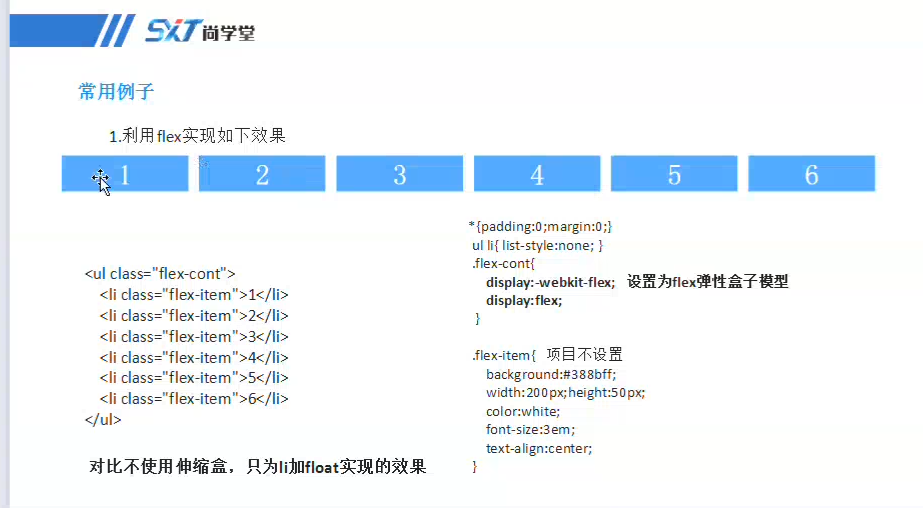 SXT尚学堂
常用例子
1.利用flex实现如下效果
1 2 3 4 5 6
<ul class="flex-cont">
<li class="flex-item">1</li>
<li class="flex-item">2</li>
<li class="flex-item">3</li>
<li class="flex-item">4</li>
<li class="flex-item">5</li>
<li class="flex-item">6</li>
</ul>
对比不使用伸缩盒，只为li加float实现的效果
*{padding:0;margin:0;}
ul li{ list-style:none; }
.flex-cont{
display:-webkit-flex; 设置为flex弹性盒子模型
display:flex;
}
.flex-item{ 项目不设置
background:#388bff;
width:200px;height:50px;
color:white;
font-size:3em;
text-align:center;
}